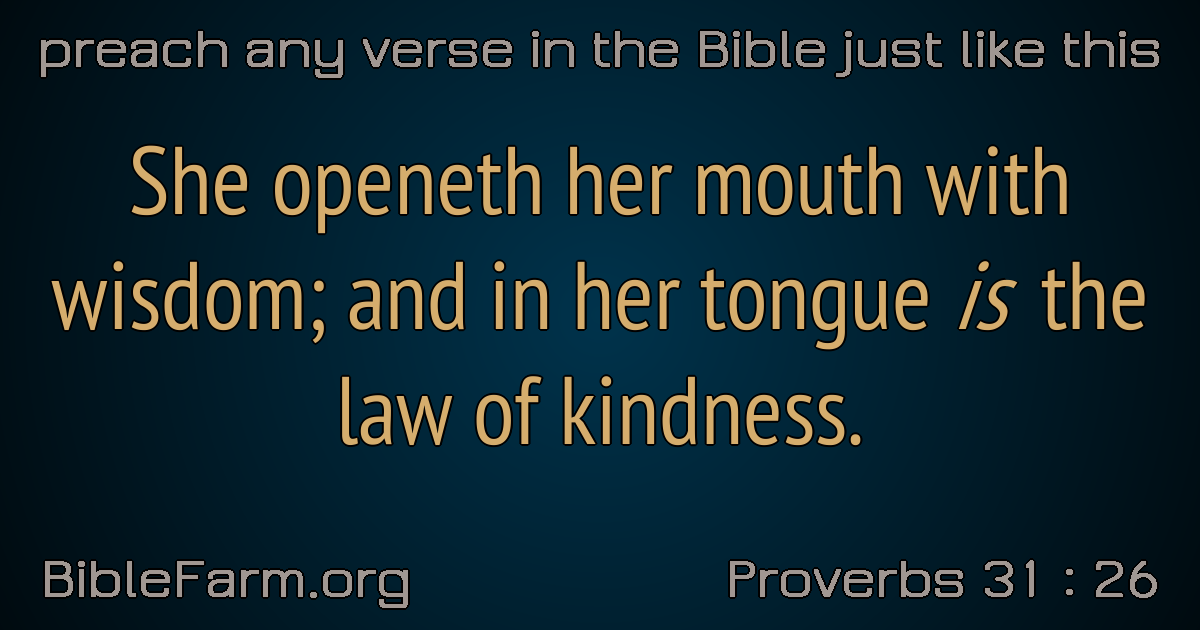 preach any verse in the Bible just like this
She openeth her mouth with
wisdom; and in her tongue is the
law of kindness.
BibleFarm.org
Proverbs 31 : 26